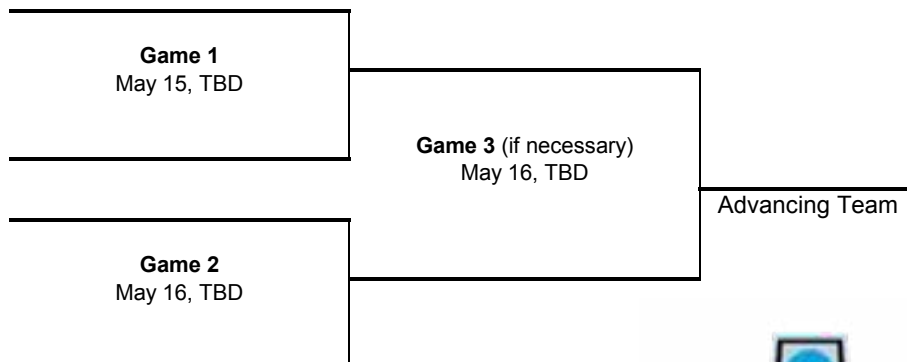 Game 1
May 15, TBD
Game 3 (if necessary)
May 16, TBD
Advancing Team
Game 2
May 16, TBD